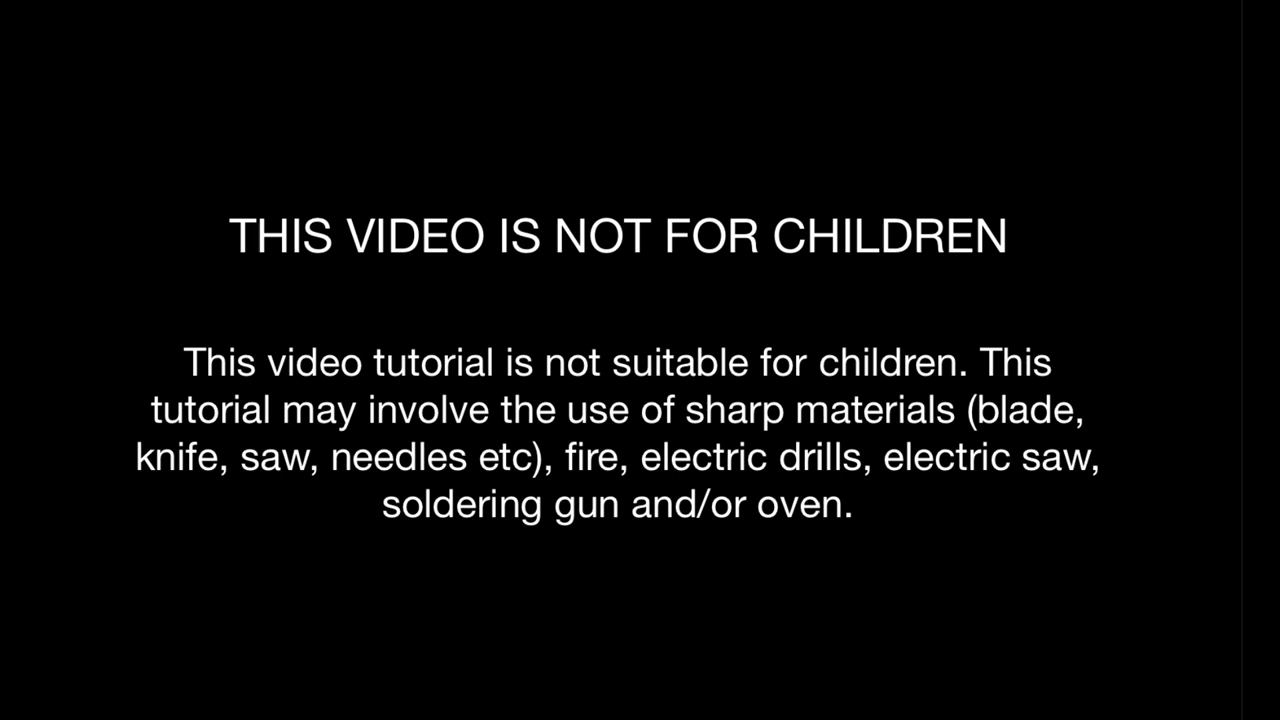 THIS VIDEO IS NOT FOR CHILDREN
This video tutorial is not suitable for children. This
tutorial may involve the use of sharp materials (blade,
knife, saw, needles etc), fire, electric drills, electric saw,
soldering gun and/or oven.